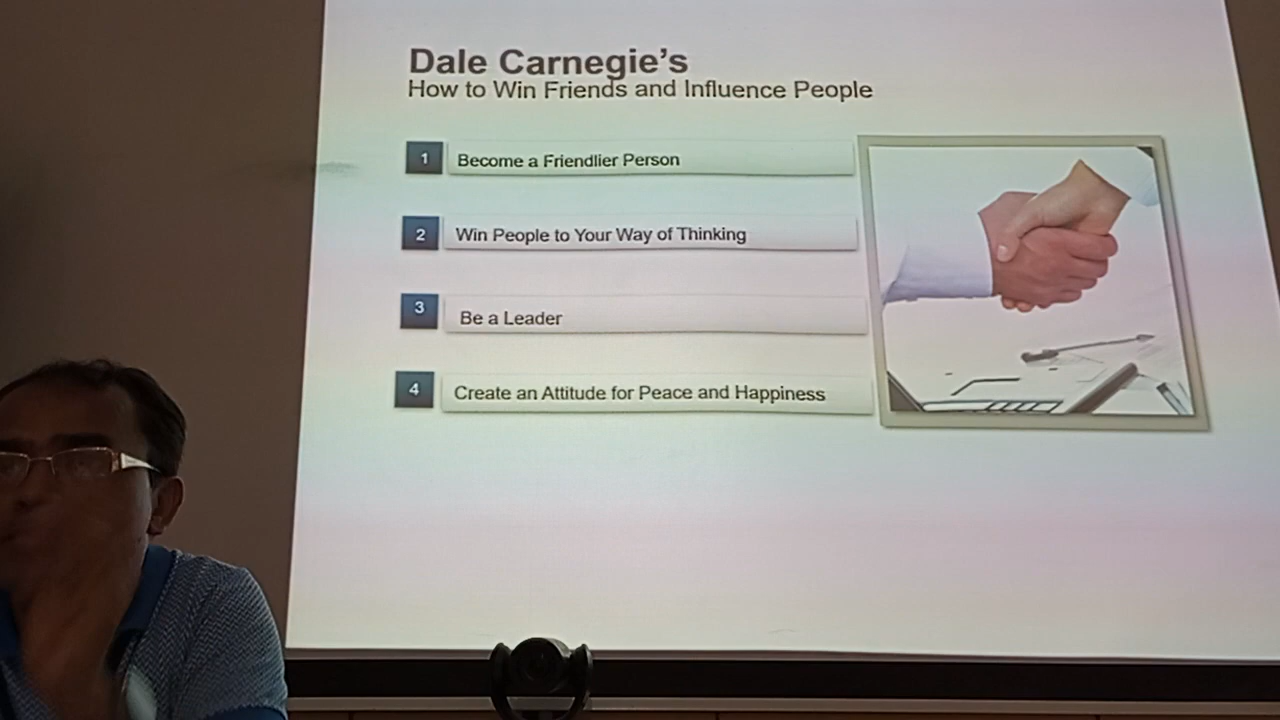 Dale Carnegie's
How to Win Friends and Influence People
1 Become a Friendlier Person
2 Win People to Your Way of Thinking
3 Be a Leader
4 Create an Attitude for Peace and Happiness